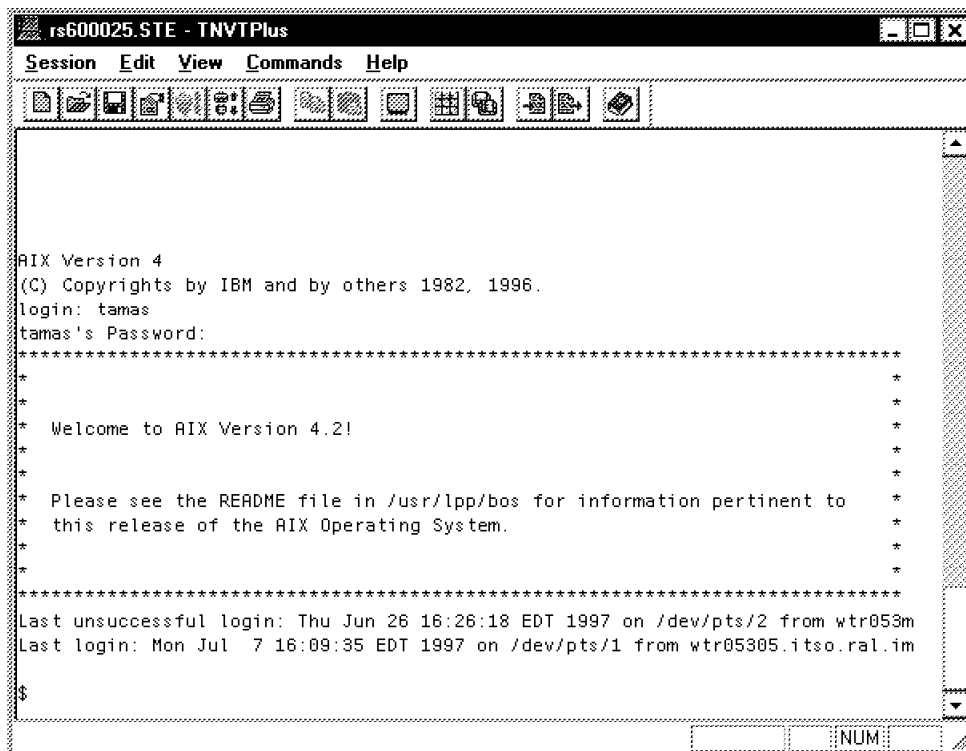 rs600025.STE - TNVTPlus
Session Edit View Commands Help
AIX Version 4
(C) Copyrights by IBM and by others 1982, 1996.
login: tamas
tamas's Password:
*******************************************************************************
* *
* *
* Welcome to AIX Version 4.2! *
* *
* *
* Please see the README file in /usr/lpp/bos for information pertinent to *
* this release of the AIX Operating System. *
* *
* *
*******************************************************************************
Last unsuccessful login: Thu Jun 26 16:26:18 EDT 1997 on /dev/pts/2 from wtr053m
Last login: Mon Jul  7 16:09:35 EDT 1997 on /dev/pts/1 from wtr05305.itso.ral.im
$
NUM